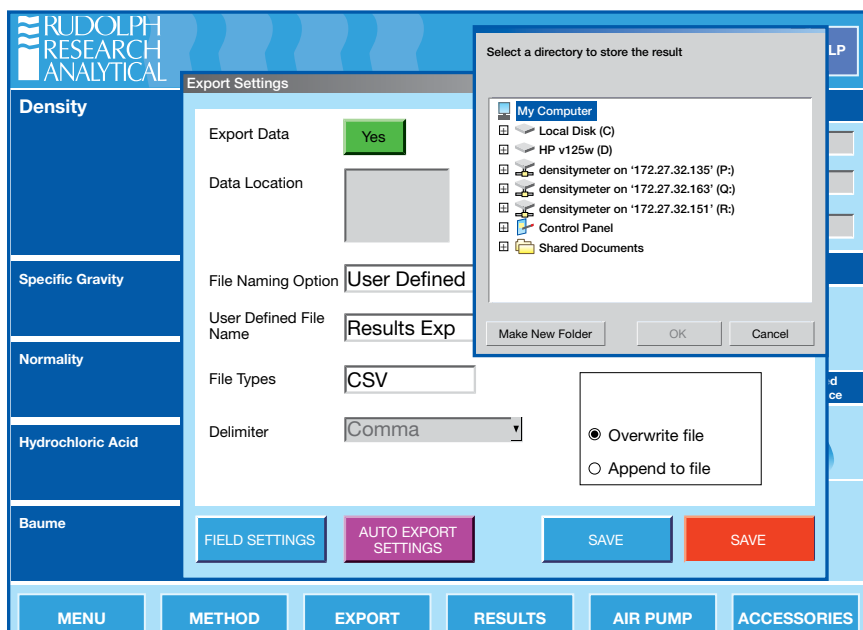 RUDOLPH
RESEARCH
ANALYTICAL
LP
Select a directory to store the result
My Computer
Local Disk (C)
HP v125w (D)
densitymeter on ‘172.27.32.135’ (P:)
densitymeter on ‘172.27.32.163’ (Q:)
densitymeter on ‘172.27.32.151’ (R:)
Control Panel
Shared Documents
Make New Folder
OK
Cancel
Export Settings
Export Data
Yes
Data Location
File Naming Option
User Defined
User Defined File
Name
Results Exp
File Types
CSV
Delimiter
Comma
Overwrite file
Append to file
FIELD SETTINGS
AUTO EXPORT
SETTINGS
SAVE
SAVE
Density
Specific Gravity
Normality
Hydrochloric Acid
Baume
d
ce
MENU
METHOD
EXPORT
RESULTS
AIR PUMP
ACCESSORIES